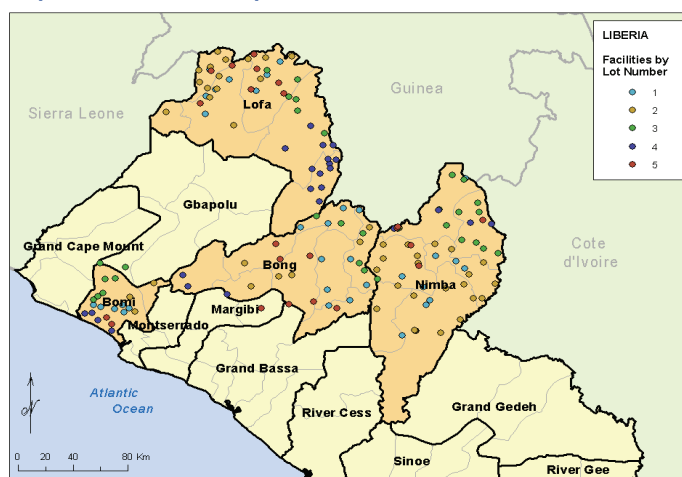 LIBERIA
Facilities by
Lot Number
1
2
3
4
5
Sierra Leone
Guinea
Cote
d'Ivoire
Lofa
Gbapolu
Grand Cape Mount
Bong
Nimba
Bomi
Margibi
Montserrado
Grand Bassa
River Cess
Grand Gedeh
Sinoe
River Gee
Atlantic
Ocean
N
0 20 40 80 Km